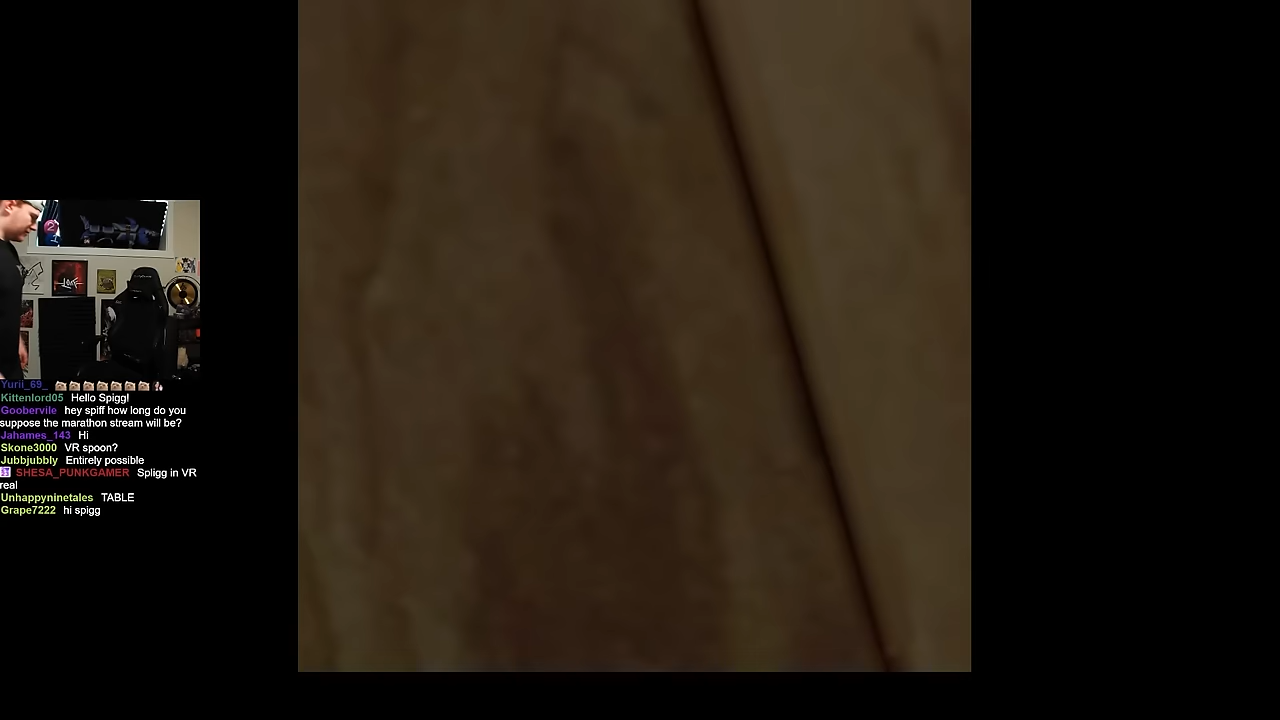 Yurii_69_
Kittenlord05 Hello Spigg!
Goobervile hey spiff how long do you
suppose the marathon stream will be?
Jahames_143 Hi
Skone3000 VR spoon?
Jubbjubbly Entirely possible
SHESA_PUNKGAMER Spligg in VR
real
Unhappyninetales TABLE
Grape7222 hi spigg